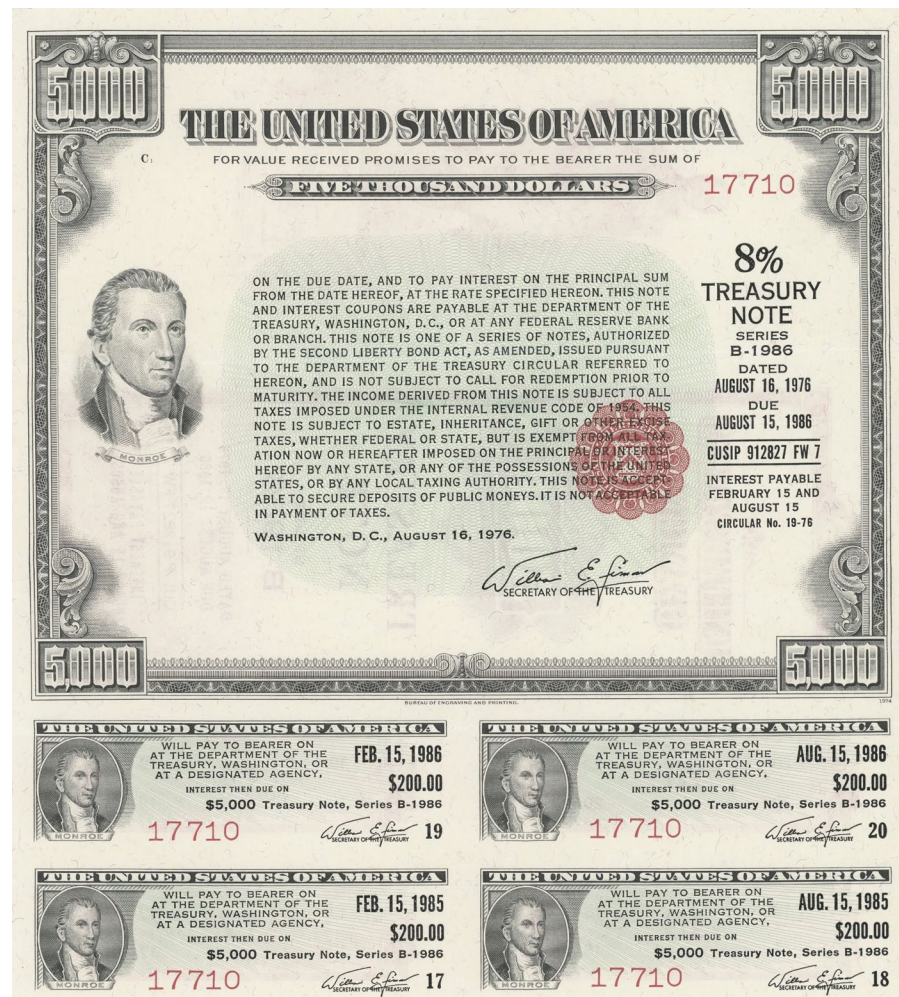 5,000
5,000
THE UNITED STATES OF AMERICA
C
FOR VALUE RECEIVED PROMISES TO PAY TO THE BEARER THE SUM OF
FIVE THOUSAND DOLLARS
17710
ON THE DUE DATE, AND TO PAY INTEREST ON THE PRINCIPAL SUM
FROM THE DATE HEREOF, AT THE RATE SPECIFIED HEREON. THIS NOTE
AND INTEREST COUPONS ARE PAYABLE AT THE DEPARTMENT OF THE
TREASURY, WASHINGTON, D.C., OR AT ANY FEDERAL RESERVE BANK
OR BRANCH. THIS NOTE IS ONE OF A SERIES OF NOTES, AUTHORIZED
BY THE SECOND LIBERTY BOND ACT, AS AMENDED, ISSUED PURSUANT
TO THE DEPARTMENT OF THE TREASURY CIRCULAR REFERRED TO
HEREON, AND IS NOT SUBJECT TO CALL FOR REDEMPTION PRIOR TO
MATURITY. THE INCOME DERIVED FROM THIS NOTE IS SUBJECT TO ALL
TAXES IMPOSED UNDER THE INTERNAL REVENUE CODE OF 1954. THIS
NOTE IS SUBJECT TO ESTATE, INHERITANCE, GIFT OR OTHER EXCISE
TAXES, WHETHER FEDERAL OR STATE, BUT IS EXEMPT FROM ALL TAX-
ATION NOW OR HEREAFTER IMPOSED ON THE PRINCIPAL OR INTEREST
HEREOF BY ANY STATE, OR ANY OF THE POSSESSIONS OF THE UNITED
STATES, OR BY ANY LOCAL TAXING AUTHORITY. THIS NOTE IS ACCEPT-
ABLE TO SECURE DEPOSITS OF PUBLIC MONEYS. IT IS NOT ACCEPTABLE
IN PAYMENT OF TAXES.
WASHINGTON, D.C., AUGUST 16, 1976.
William E. Simon
SECRETARY OF THE TREASURY
MONROE
8%
TREASURY
NOTE
SERIES
B-1986
DATED
AUGUST 16, 1976
DUE
AUGUST 15, 1986
CUSIP 912827 FW 7
INTEREST PAYABLE
FEBRUARY 15 AND
AUGUST 15
CIRCULAR No. 19-76
5,000
5,000
BUREAU OF ENGRAVING AND PRINTING.
1974
THE UNITED STATES OF AMERICA
WILL PAY TO BEARER ON
AT THE DEPARTMENT OF THE
TREASURY, WASHINGTON, OR
AT A DESIGNATED AGENCY,
INTEREST THEN DUE ON
FEB. 15, 1986
$200.00
$5,000 Treasury Note, Series B-1986
MONROE
17710
William E. Simon
SECRETARY OF THE TREASURY
19
THE UNITED STATES OF AMERICA
WILL PAY TO BEARER ON
AT THE DEPARTMENT OF THE
TREASURY, WASHINGTON, OR
AT A DESIGNATED AGENCY,
INTEREST THEN DUE ON
AUG. 15, 1986
$200.00
$5,000 Treasury Note, Series B-1986
MONROE
17710
William E. Simon
SECRETARY OF THE TREASURY
20
THE UNITED STATES OF AMERICA
WILL PAY TO BEARER ON
AT THE DEPARTMENT OF THE
TREASURY, WASHINGTON, OR
AT A DESIGNATED AGENCY,
INTEREST THEN DUE ON
FEB. 15, 1985
$200.00
$5,000 Treasury Note, Series B-1986
MONROE
17710
William E. Simon
SECRETARY OF THE TREASURY
17
THE UNITED STATES OF AMERICA
WILL PAY TO BEARER ON
AT THE DEPARTMENT OF THE
TREASURY, WASHINGTON, OR
AT A DESIGNATED AGENCY,
INTEREST THEN DUE ON
AUG. 15, 1985
$200.00
$5,000 Treasury Note, Series B-1986
MONROE
17710
William E. Simon
SECRETARY OF THE TREASURY
18